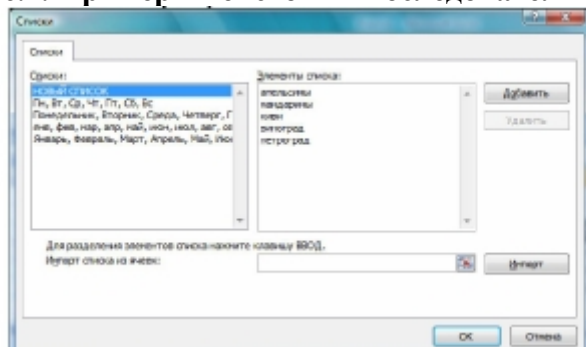 Списки
Списки
Списки:
НОВЫЙ СПИСОК
Пн, Вт, Ср, Чт, Пт, Сб, Вс
Понедельник, Вторник, Среда, Четверг, П
янв, фев, мар, апр, май, июн, июл, авг, се
Январь, Февраль, Март, Апрель, Май, Июн
Элементы списка:
апельсины
мандарины
киви
виноград
петроград
Добавить
Удалить
Для разделения элементов списка нажмите клавишу ВВОД.
Импорт списка из ячеек:
Импорт
ОК
Отмена